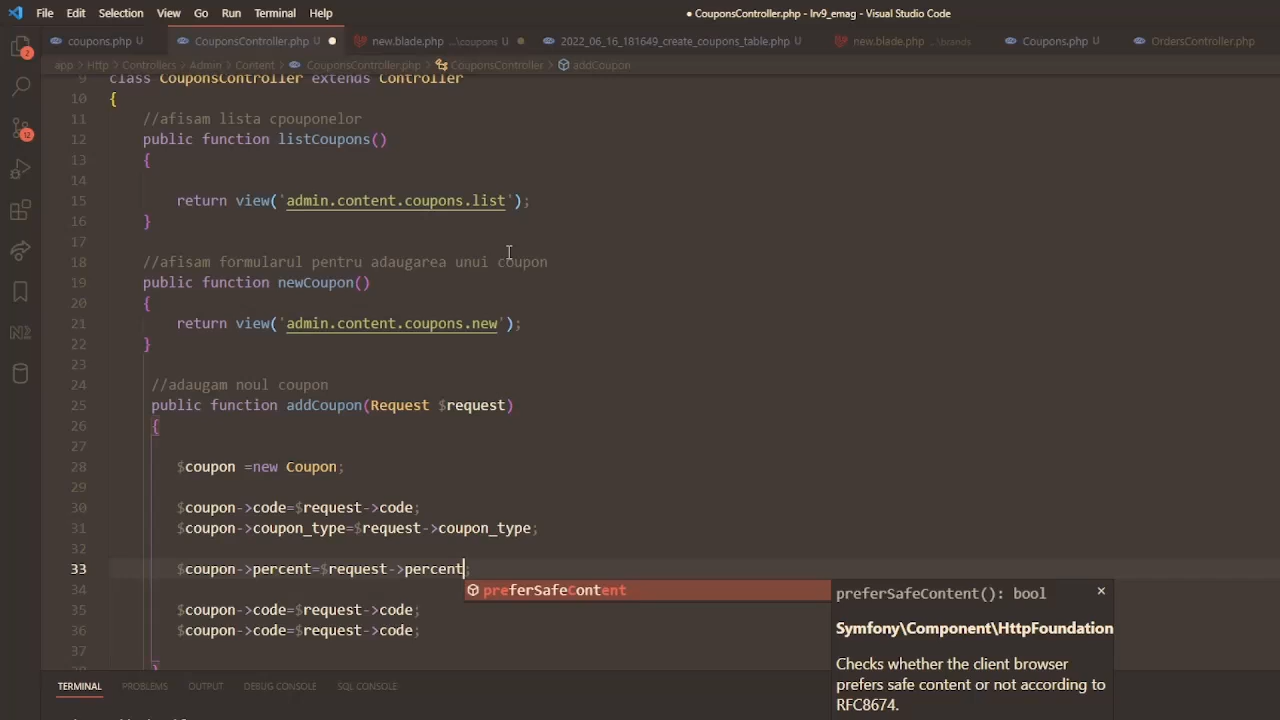 File Edit Selection View Go Run Terminal Help
● CouponsController.php - lrv9_emag - Visual Studio Code
coupons.php U CouponsController.php U ● new.blade.php ...\coupons U ● 2022_06_16_181649_create_coupons_table.php U new.blade.php ...\brands Coupons.php U OrdersController.php
app > Http > Controllers > Admin > Content > CouponsController.php > CouponsController > addCoupon
9 class CouponsController extends Controller
10 {
11 //afisam lista cpouponelor
12 public function listCoupons()
13 {
14
15 return view('admin.content.coupons.list');
16 }
17
18 //afisam formularul pentru adaugarea unui coupon
19 public function newCoupon()
20 {
21 return view('admin.content.coupons.new');
22 }
23
24 //adaugam noul coupon
25 public function addCoupon(Request $request)
26 {
27
28 $coupon =new Coupon;
29
30 $coupon->code=$request->code;
31 $coupon->coupon_type=$request->coupon_type;
32
33 $coupon->percent=$request->percent;
34
preferSafeContent
35 $coupon->code=$request->code;
36 $coupon->code=$request->code;
37
38 }
preferSafeContent(): bool
Symfony\Component\HttpFoundation
Checks whether the client browser
prefers safe content or not according to
RFC8674.
TERMINAL PROBLEMS OUTPUT DEBUG CONSOLE SQL CONSOLE
2
12